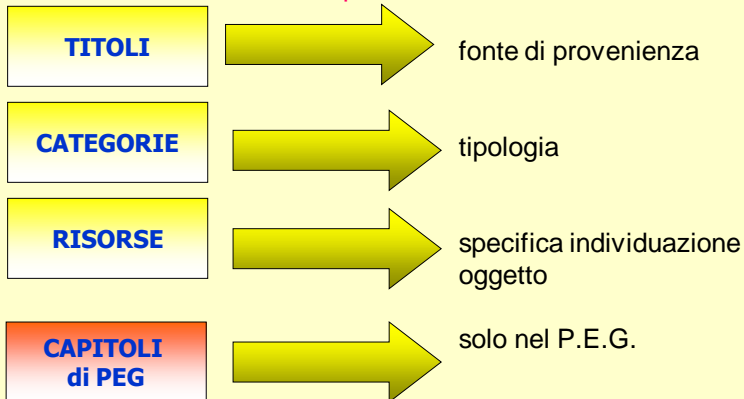 TITOLI
fonte di provenienza
CATEGORIE
tipologia
RISORSE
specifica individuazione
oggetto
CAPITOLI
di PEG
solo nel P.E.G.